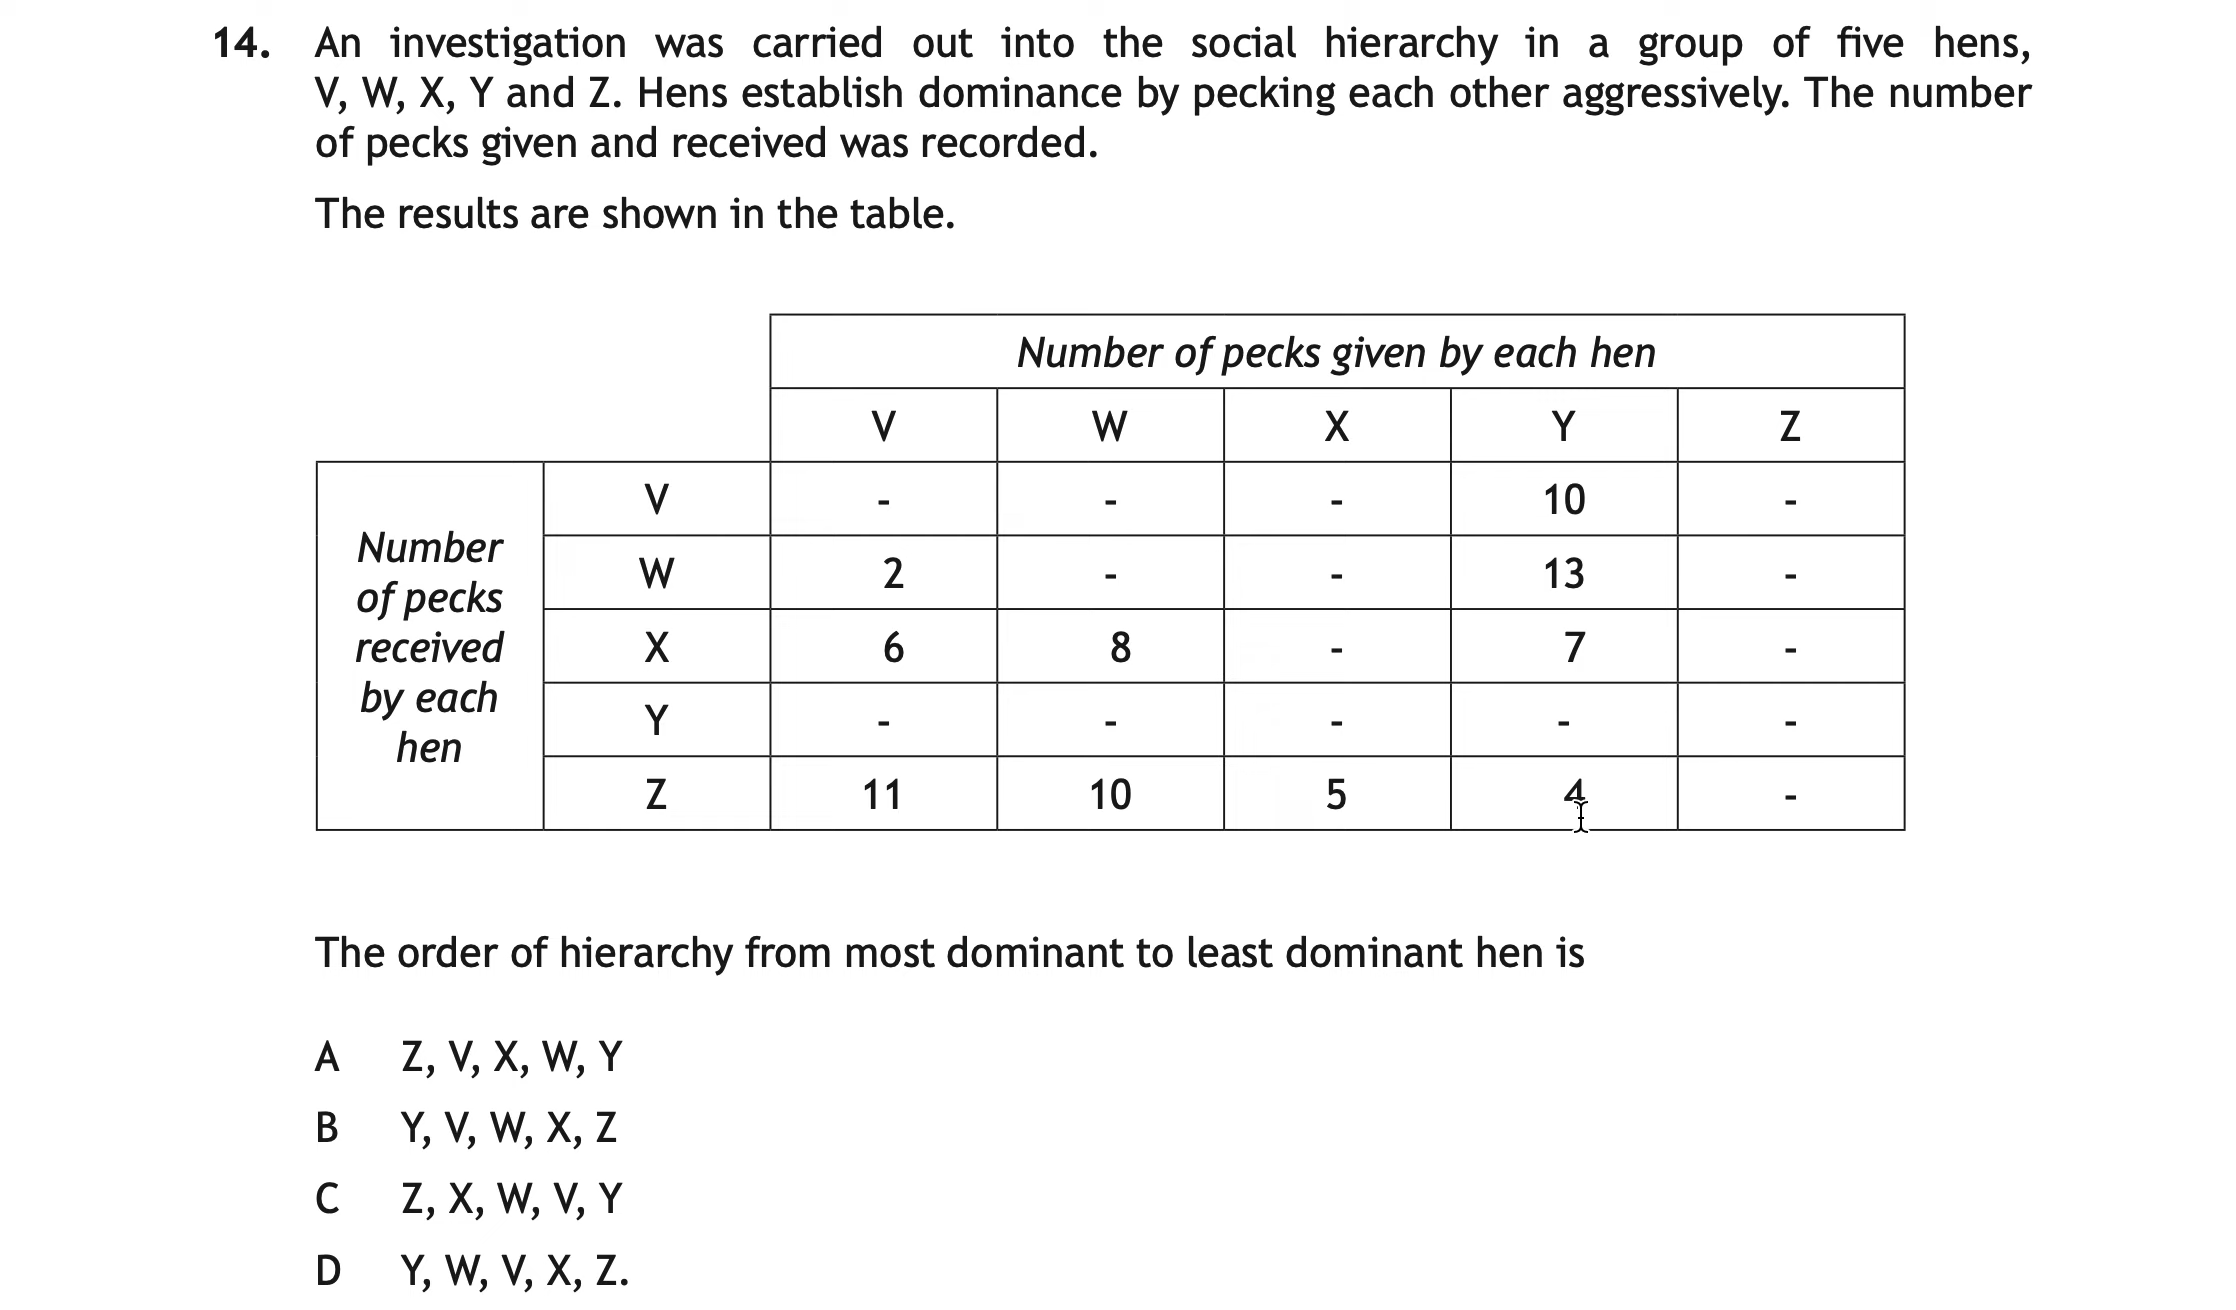 14. An investigation was carried out into the social hierarchy in a group of five hens,
V, W, X, Y and Z. Hens establish dominance by pecking each other aggressively. The number
of pecks given and received was recorded.
The results are shown in the table.
Number of pecks given by each hen
V W X Y Z
Number
of pecks
received
by each
hen
V - - - 10 -
W 2 - - 13 -
X 6 8 - 7 -
Y - - - - -
Z 11 10 5 4 -
The order of hierarchy from most dominant to least dominant hen is
A Z, V, X, W, Y
B Y, V, W, X, Z
C Z, X, W, V, Y
D Y, W, V, X, Z.